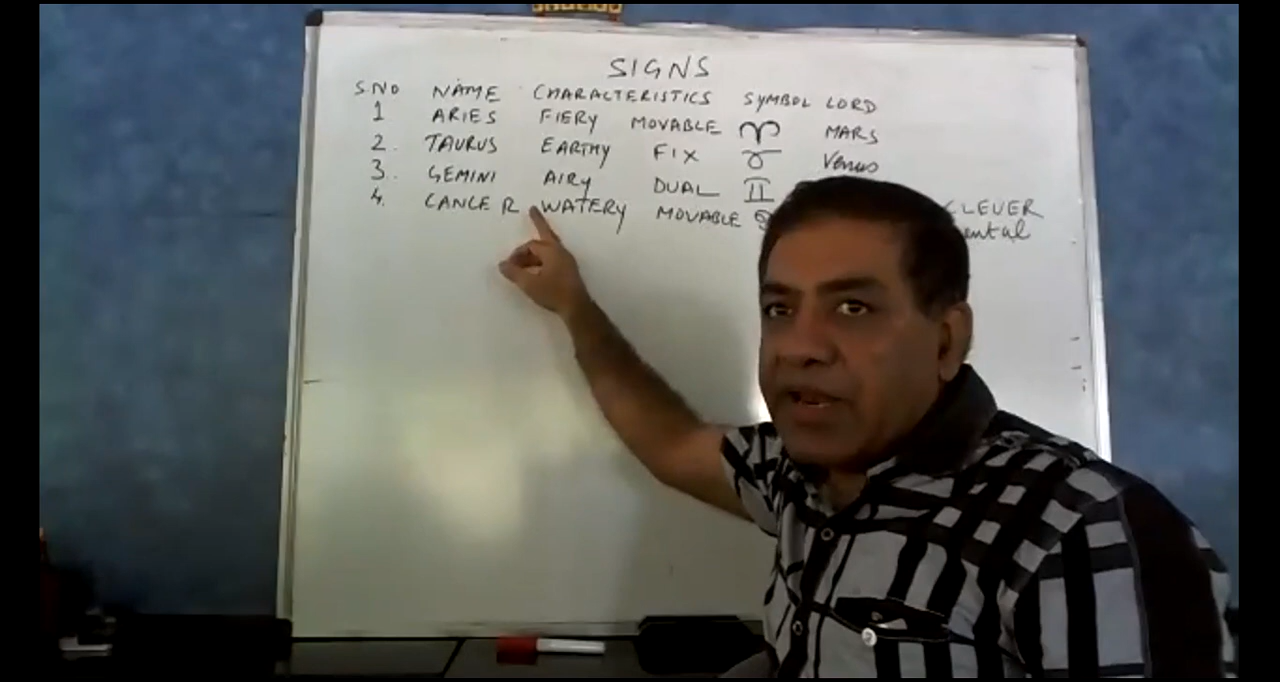 SIGNS
S.NO NAME CHARACTERISTICS SYMBOL LORD
1 ARIES FIERY MOVABLE ♈ MARS
2. TAURUS EARTHY FIX ♉ Venus
3. GEMINI AIRY DUAL ♊
4. CANCER WATERY MOVABLE ♋ CLEVER